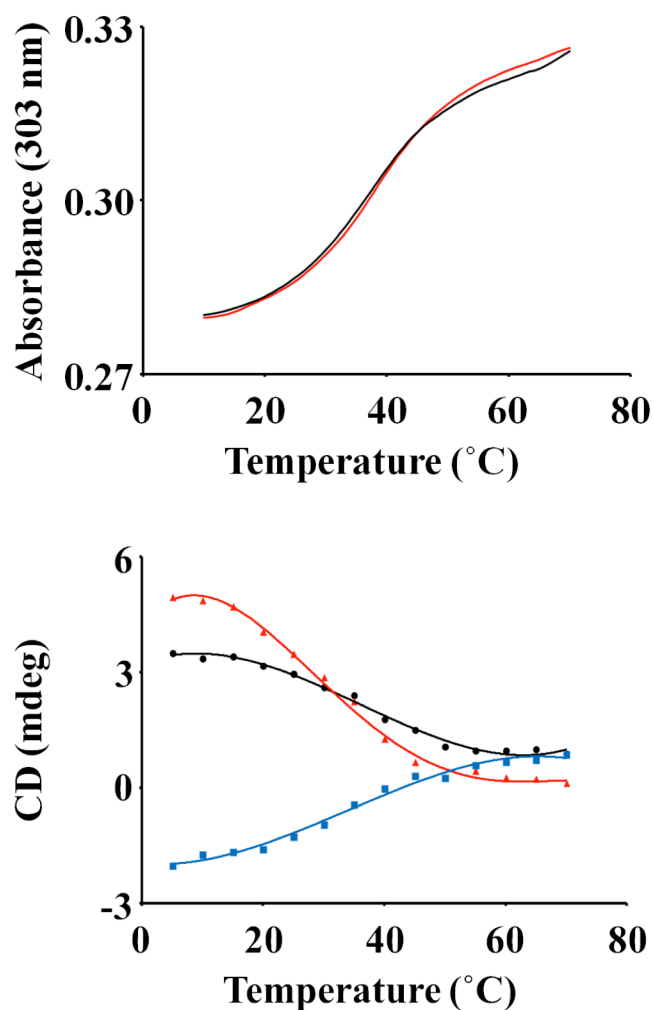 0.33
0.30
0.27
Absorbance (303 nm)
0 20 40 60 80
Temperature (˚C)
6
3
0
-3
CD (mdeg)
0 20 40 60 80
Temperature (˚C)